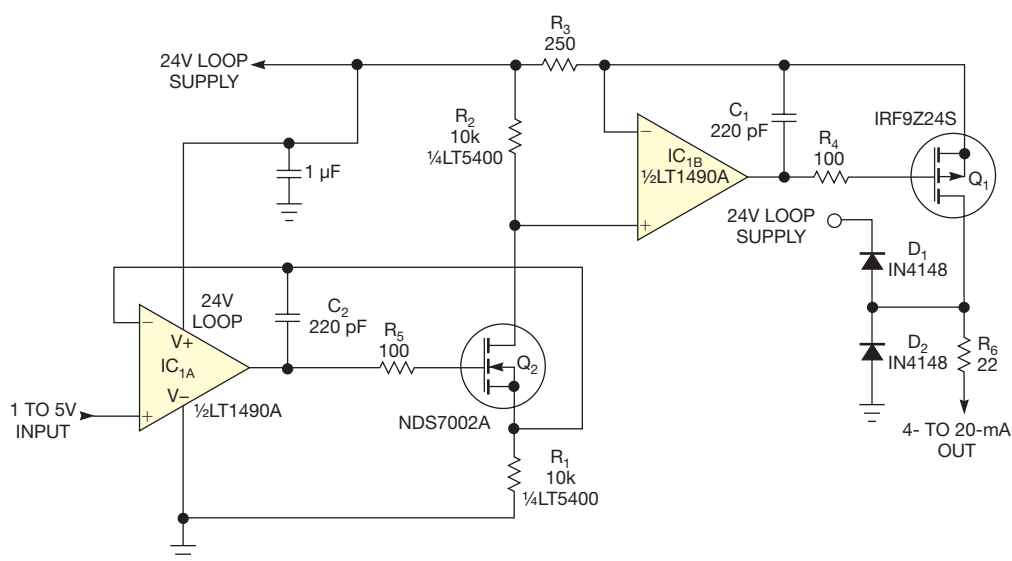 R3
250
24V LOOP
SUPPLY
R2
10k
¼LT5400
C1
220 pF
IRF9Z24S
R4
100
1 µF
−
IC1B
½LT1490A
+
Q1
24V LOOP
SUPPLY
D1
IN4148
24V
LOOP
C2
220 pF
R5
100
−
V+
IC1A
V−
½LT1490A
+
Q2
D2
IN4148
R6
22
1 TO 5V
INPUT
NDS7002A
4- TO 20-mA
OUT
R1
10k
¼LT5400